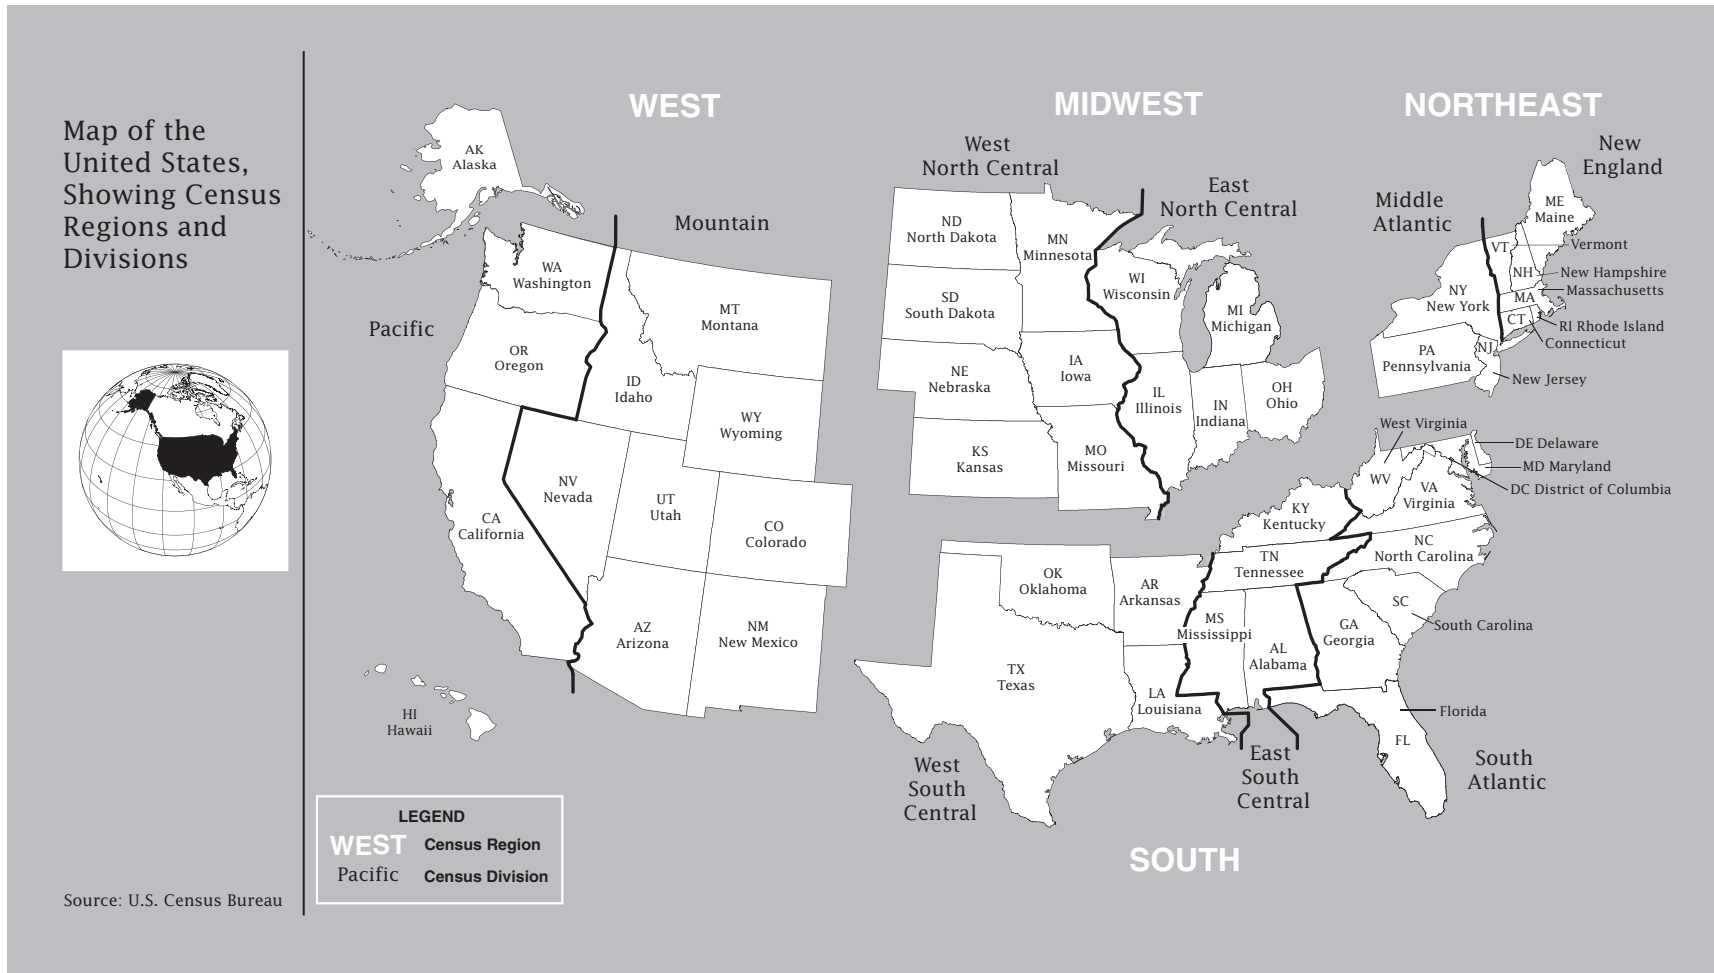 Map of the
United States,
Showing Census
Regions and
Divisions
Source: U.S. Census Bureau
WEST
Pacific
Mountain
AK
Alaska
WA
Washington
OR
Oregon
CA
California
HI
Hawaii
MT
Montana
ID
Idaho
WY
Wyoming
NV
Nevada
UT
Utah
CO
Colorado
AZ
Arizona
NM
New Mexico
MIDWEST
West
North Central
East
North Central
ND
North Dakota
MN
Minnesota
SD
South Dakota
NE
Nebraska
IA
Iowa
KS
Kansas
MO
Missouri
WI
Wisconsin
MI
Michigan
IL
Illinois
IN
Indiana
OH
Ohio
NORTHEAST
New
England
Middle
Atlantic
ME
Maine
VT
Vermont
NH
New Hampshire
MA
Massachusetts
RI Rhode Island
CT
Connecticut
NY
New York
PA
Pennsylvania
NJ
New Jersey
West Virginia
WV
DE Delaware
MD Maryland
DC District of Columbia
VA
Virginia
KY
Kentucky
NC
North Carolina
TN
Tennessee
SC
South Carolina
OK
Oklahoma
AR
Arkansas
MS
Mississippi
AL
Alabama
GA
Georgia
TX
Texas
LA
Louisiana
FL
Florida
West
South
Central
East
South
Central
South
Atlantic
SOUTH
LEGEND
WEST Census Region
Pacific Census Division